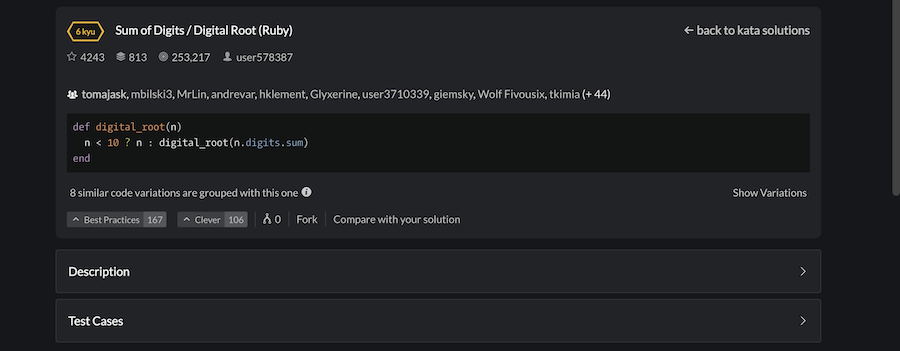 6 kyu Sum of Digits / Digital Root (Ruby) ← back to kata solutions
4243 813 253,217 user578387
tomajask, mbilski3, MrLin, andrevar, hklement, Glyxerine, user3710339, giemsky, Wolf Fivousix, tkimia (+ 44)
def digital_root(n)
  n < 10 ? n : digital_root(n.digits.sum)
end
8 similar code variations are grouped with this one Show Variations
Best Practices 167 Clever 106 0 Fork Compare with your solution
Description
Test Cases